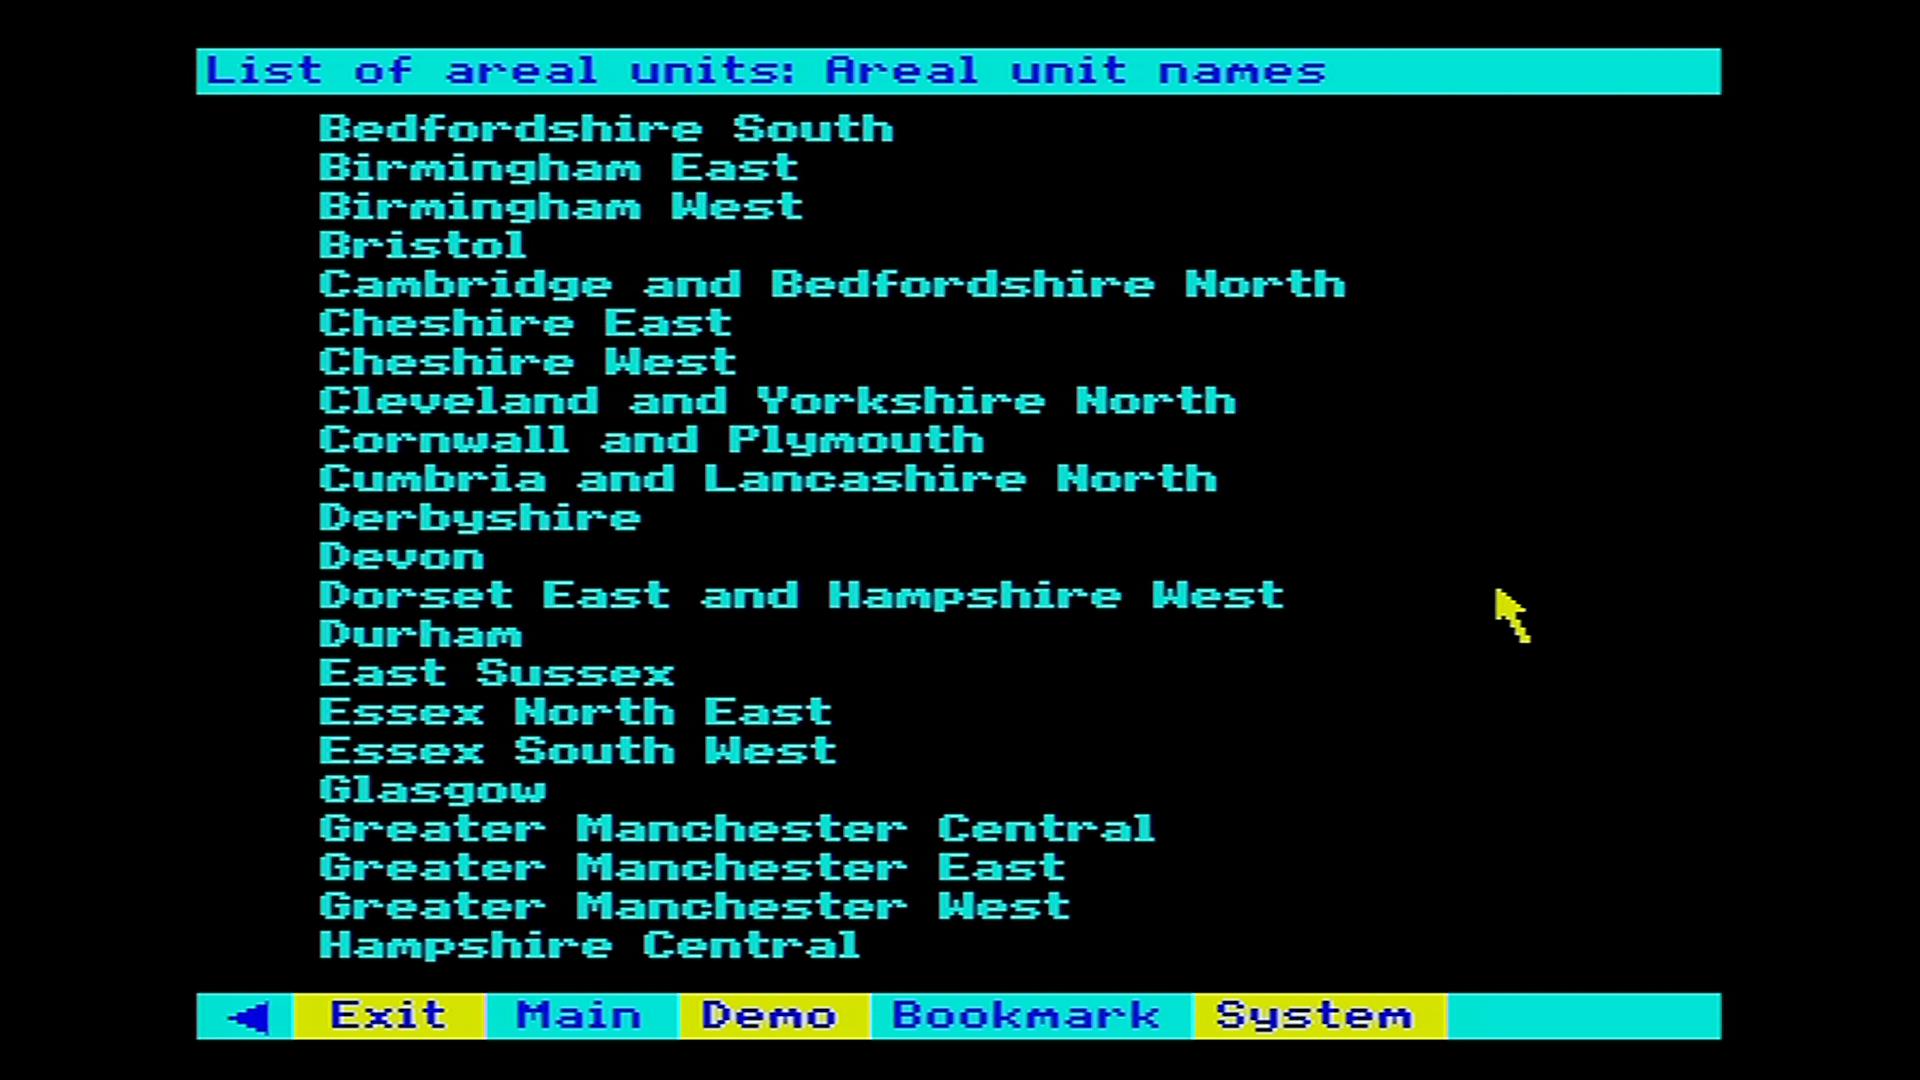 List of areal units: Areal unit names
Bedfordshire South
Birmingham East
Birmingham West
Bristol
Cambridge and Bedfordshire North
Cheshire East
Cheshire West
Cleveland and Yorkshire North
Cornwall and Plymouth
Cumbria and Lancashire North
Derbyshire
Devon
Dorset East and Hampshire West
Durham
East Sussex
Essex North East
Essex South West
Glasgow
Greater Manchester Central
Greater Manchester East
Greater Manchester West
Hampshire Central
Exit Main Demo Bookmark System